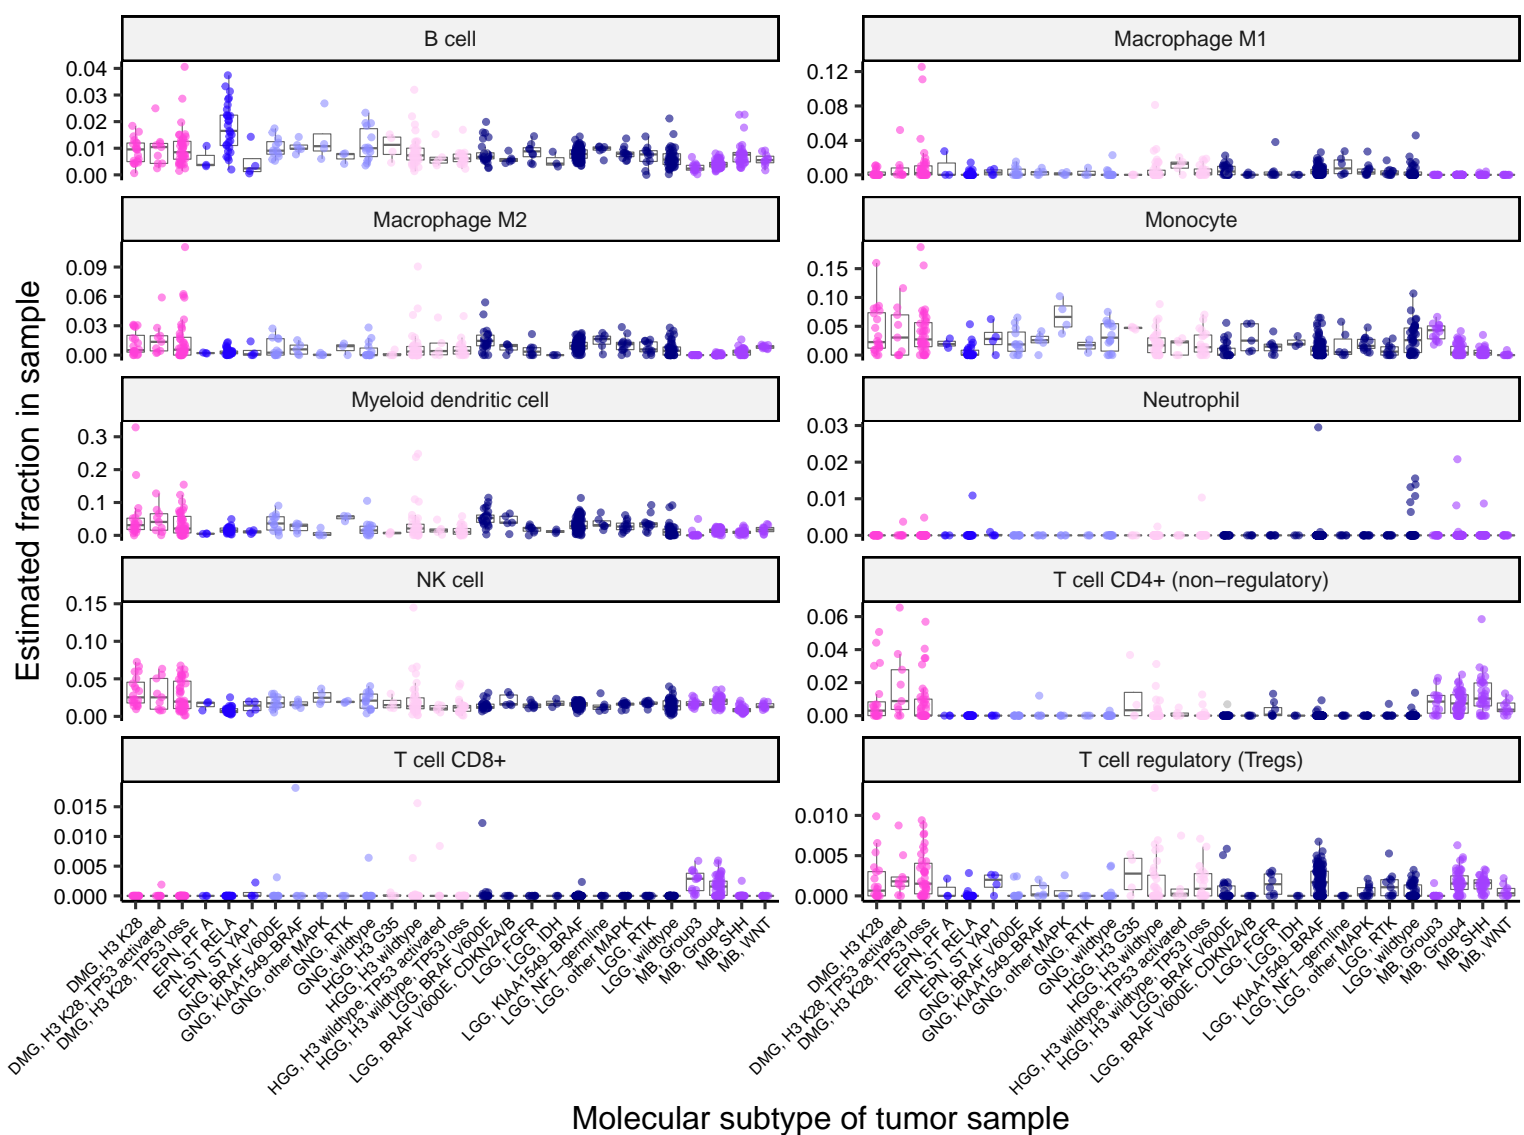 B cell
Macrophage M1
0.04
0.03
0.02
0.01
0.00
0.12
0.08
0.04
0.00
Macrophage M2
Monocyte
0.09
0.06
0.03
0.00
0.15
0.10
0.05
0.00
Myeloid dendritic cell
Neutrophil
0.3
0.2
0.1
0.0
0.03
0.02
0.01
0.00
NK cell
T cell CD4+ (non−regulatory)
0.15
0.10
0.05
0.00
0.06
0.04
0.02
0.00
T cell CD8+
T cell regulatory (Tregs)
0.015
0.010
0.005
0.000
0.010
0.005
0.000
Estimated fraction in sample
DMG, H3 K28
DMG, H3 K28, TP53 activated
DMG, H3 K28, TP53 loss
EPN, PF A
EPN, ST RELA
EPN, ST YAP1
GNG, BRAF V600E
GNG, KIAA1549−BRAF
GNG, other MAPK
GNG, RTK
GNG, wildtype
HGG, H3 G35
HGG, H3 wildtype
HGG, H3 wildtype, TP53 activated
HGG, H3 wildtype, TP53 loss
LGG, BRAF V600E
LGG, BRAF V600E, CDKN2A/B
LGG, FGFR
LGG, IDH
LGG, KIAA1549−BRAF
LGG, NF1−germline
LGG, other MAPK
LGG, RTK
LGG, wildtype
MB, Group3
MB, Group4
MB, SHH
MB, WNT
DMG, H3 K28
DMG, H3 K28, TP53 activated
DMG, H3 K28, TP53 loss
EPN, PF A
EPN, ST RELA
EPN, ST YAP1
GNG, BRAF V600E
GNG, KIAA1549−BRAF
GNG, other MAPK
GNG, RTK
GNG, wildtype
HGG, H3 G35
HGG, H3 wildtype
HGG, H3 wildtype, TP53 activated
HGG, H3 wildtype, TP53 loss
LGG, BRAF V600E
LGG, BRAF V600E, CDKN2A/B
LGG, FGFR
LGG, IDH
LGG, KIAA1549−BRAF
LGG, NF1−germline
LGG, other MAPK
LGG, RTK
LGG, wildtype
MB, Group3
MB, Group4
MB, SHH
MB, WNT
Molecular subtype of tumor sample